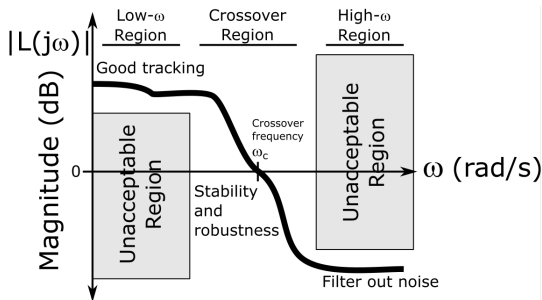 Low-ω
Region
Crossover
Region
High-ω
Region
|L(jω)|
Magnitude (dB)
Good tracking
Unacceptable
Region
0
Crossover
frequency
ω_c
Stability
and
robustness
Unacceptable
Region
ω (rad/s)
Filter out noise